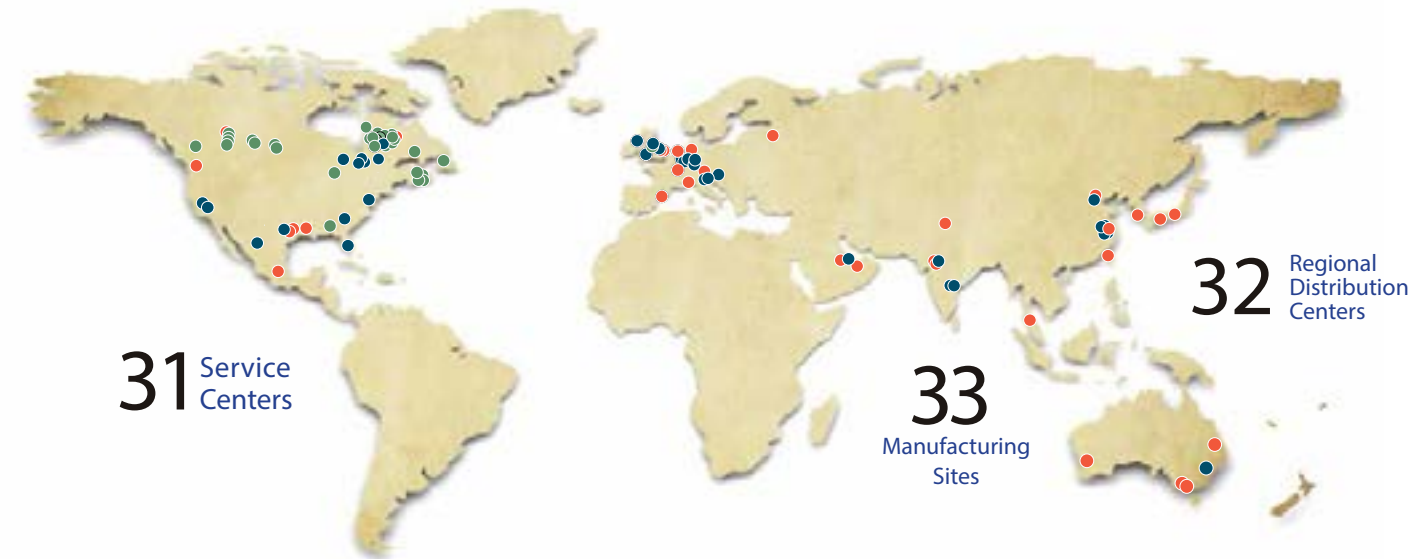 31 Service
Centers
33
Manufacturing
Sites
32 Regional
Distribution
Centers